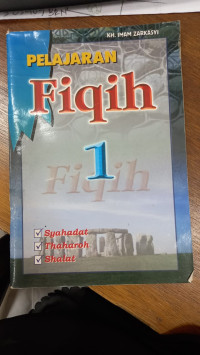 KH. IMAM ZARKASYI
PELAJARAN
Fiqih
1
Fiqih
Syahadat
Thaharoh
Shalat